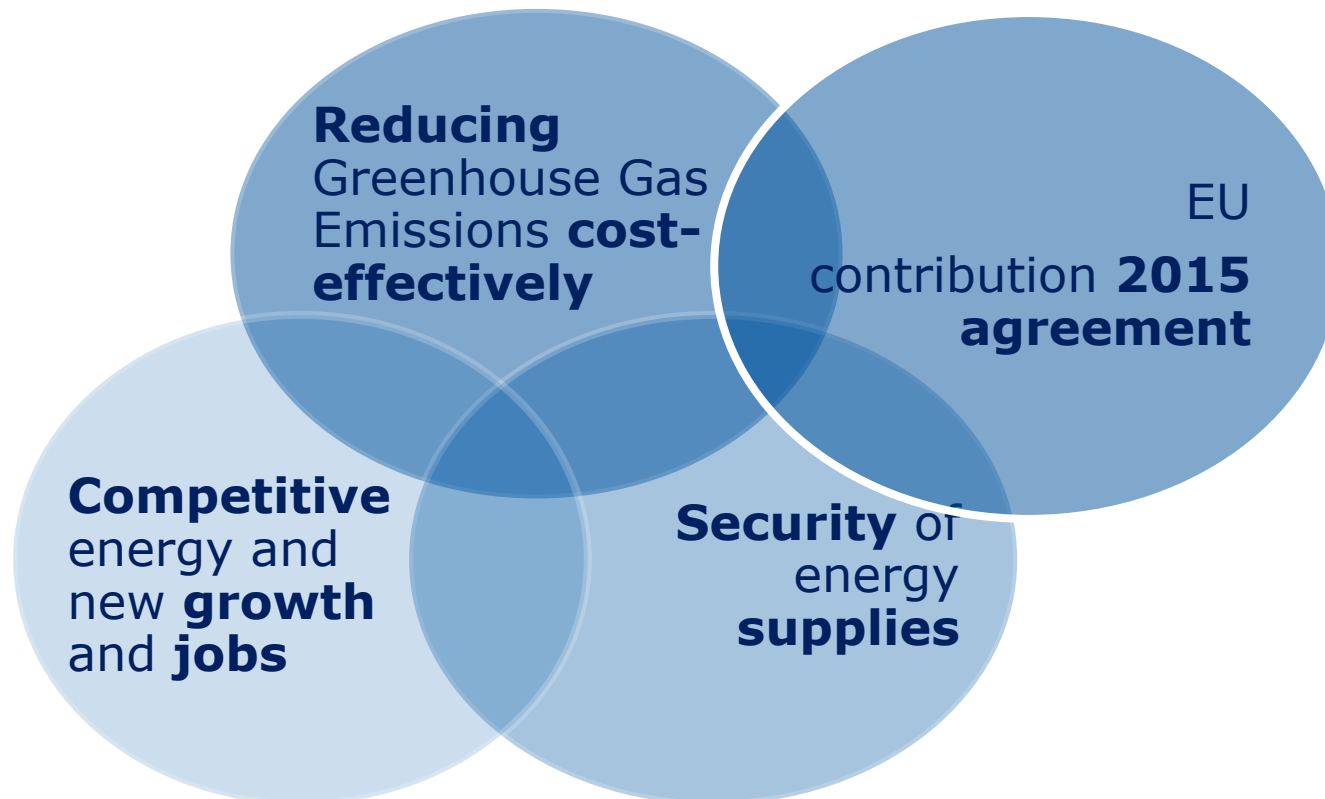 Reducing
Greenhouse Gas
Emissions cost-
effectively
EU
contribution 2015
agreement
Competitive
energy and
new growth
and jobs
Security of
energy
supplies